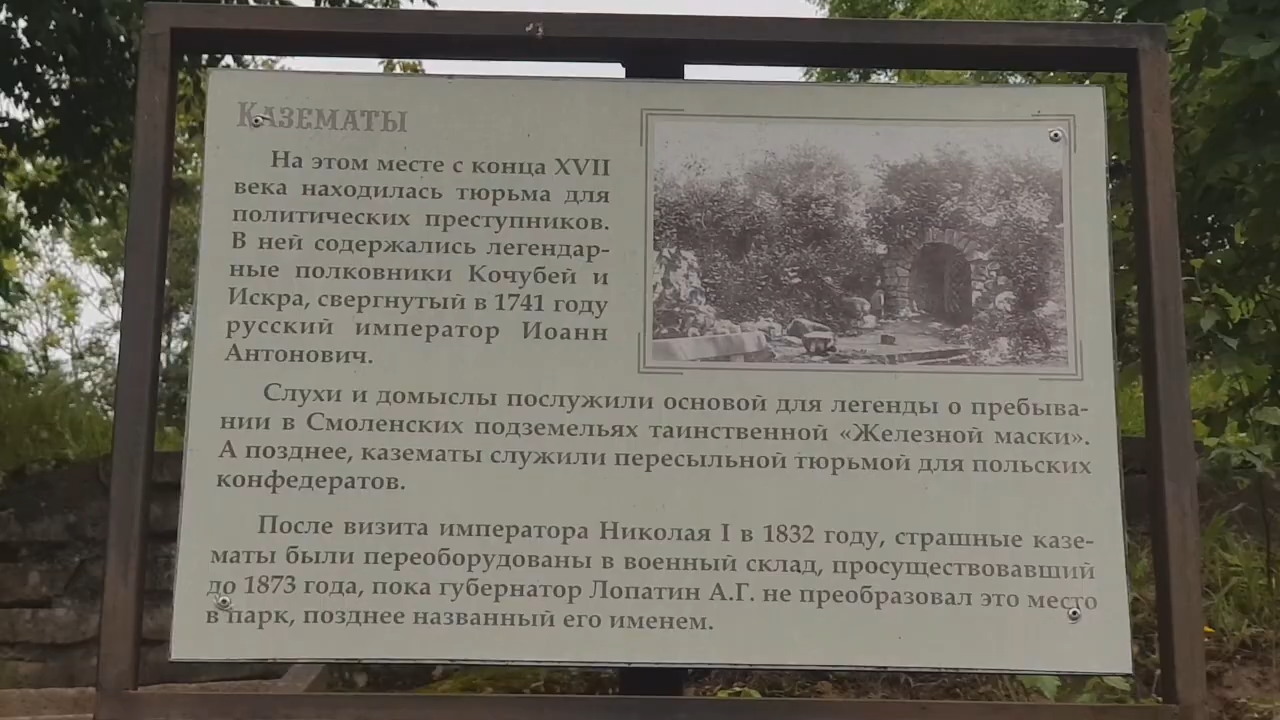 Казематы
На этом месте с конца XVII
века находилась тюрьма для
политических преступников.
В ней содержались легендар-
ные полковники Кочубей и
Искра, свергнутый в 1741 году
русский император Иоанн
Антонович.
Слухи и домыслы послужили основой для легенды о пребыва-
нии в Смоленских подземельях таинственной «Железной маски».
А позднее, казематы служили пересыльной тюрьмой для польских
конфедератов.
После визита императора Николая I в 1832 году, страшные казе-
маты были переоборудованы в военный склад, просуществовавший
до 1873 года, пока губернатор Лопатин А.Г. не преобразовал это место
в парк, позднее названный его именем.